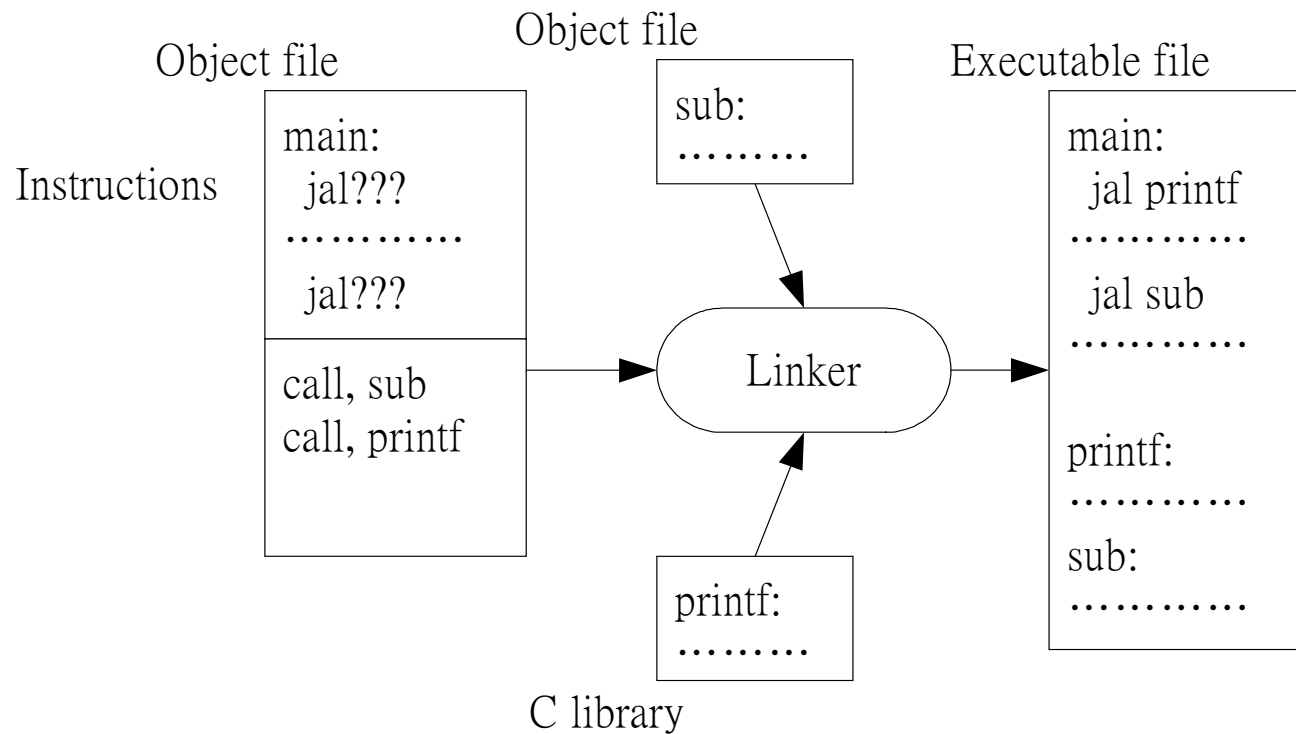 Object file
Instructions
main:
jal???
…………
jal???
call, sub
call, printf
Object file
sub:
………
Linker
printf:
………
C library
Executable file
main:
jal printf
…………
jal sub
…………
printf:
…………
sub:
…………